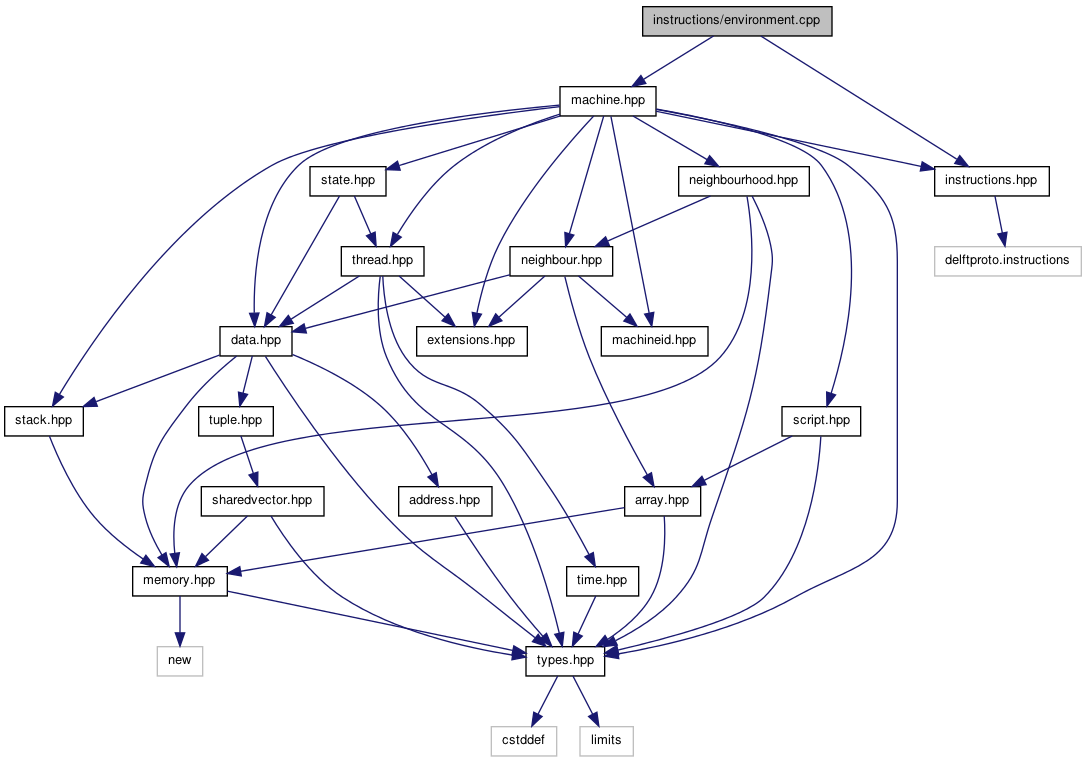 instructions/environment.cpp
machine.hpp
state.hpp
neighbourhood.hpp
instructions.hpp
thread.hpp
neighbour.hpp
delftproto.instructions
data.hpp
extensions.hpp
machineid.hpp
stack.hpp
tuple.hpp
script.hpp
sharedvector.hpp
address.hpp
array.hpp
memory.hpp
time.hpp
new
types.hpp
cstddef
limits